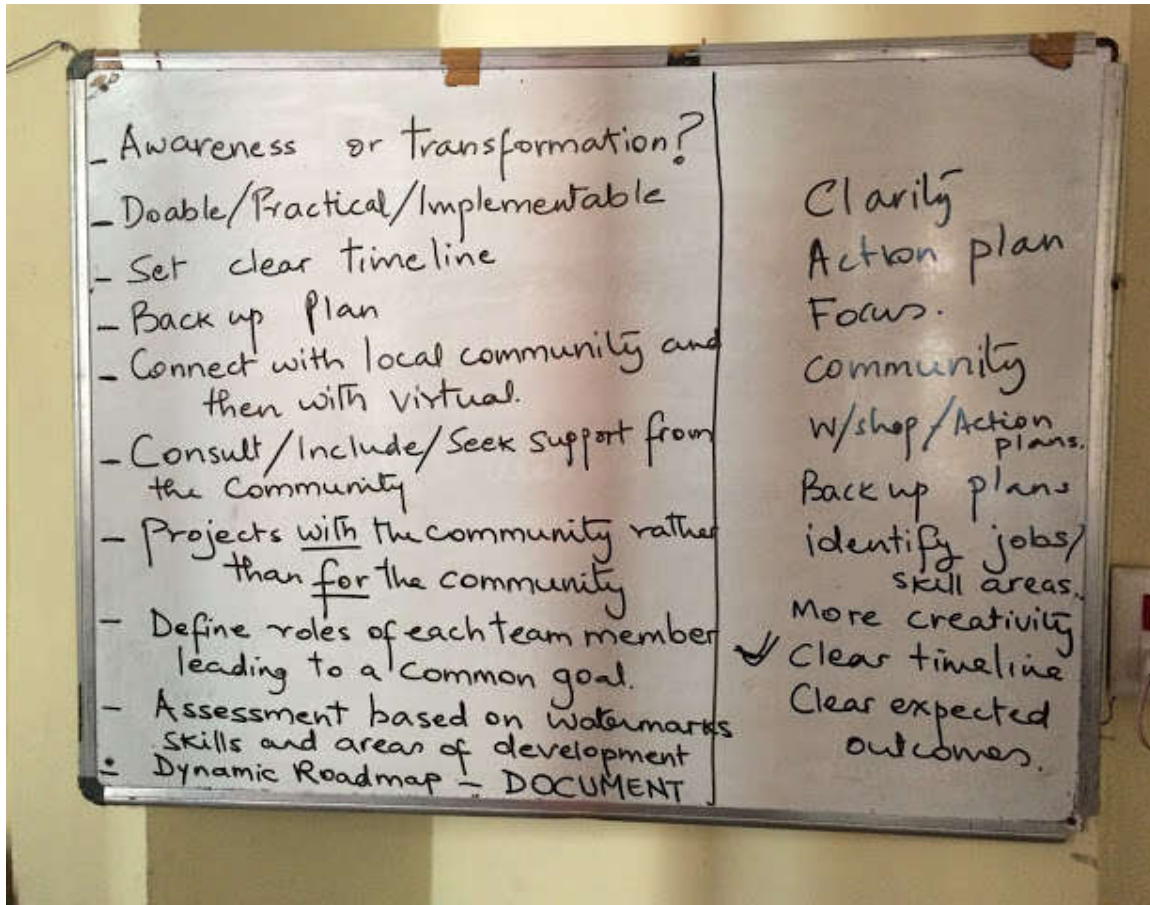 - Awareness or transformation?
- Doable/Practical/Implementable
- Set clear timeline
- Back up Plan
- Connect with local community and
then with virtual.
- Consult/Include/Seek support from
the community
- Projects with the community rather
than for the community
- Define roles of each team member
leading to a common goal.
- Assessment based on watermarks
skills and areas of development
- Dynamic Roadmap - DOCUMENT
Clarity
Action plan
Focus.
community
W/shop/Action
plans.
Back up plans
identify jobs/
skill areas.
More creativity
✓ Clear timeline
Clear expected
outcomes.